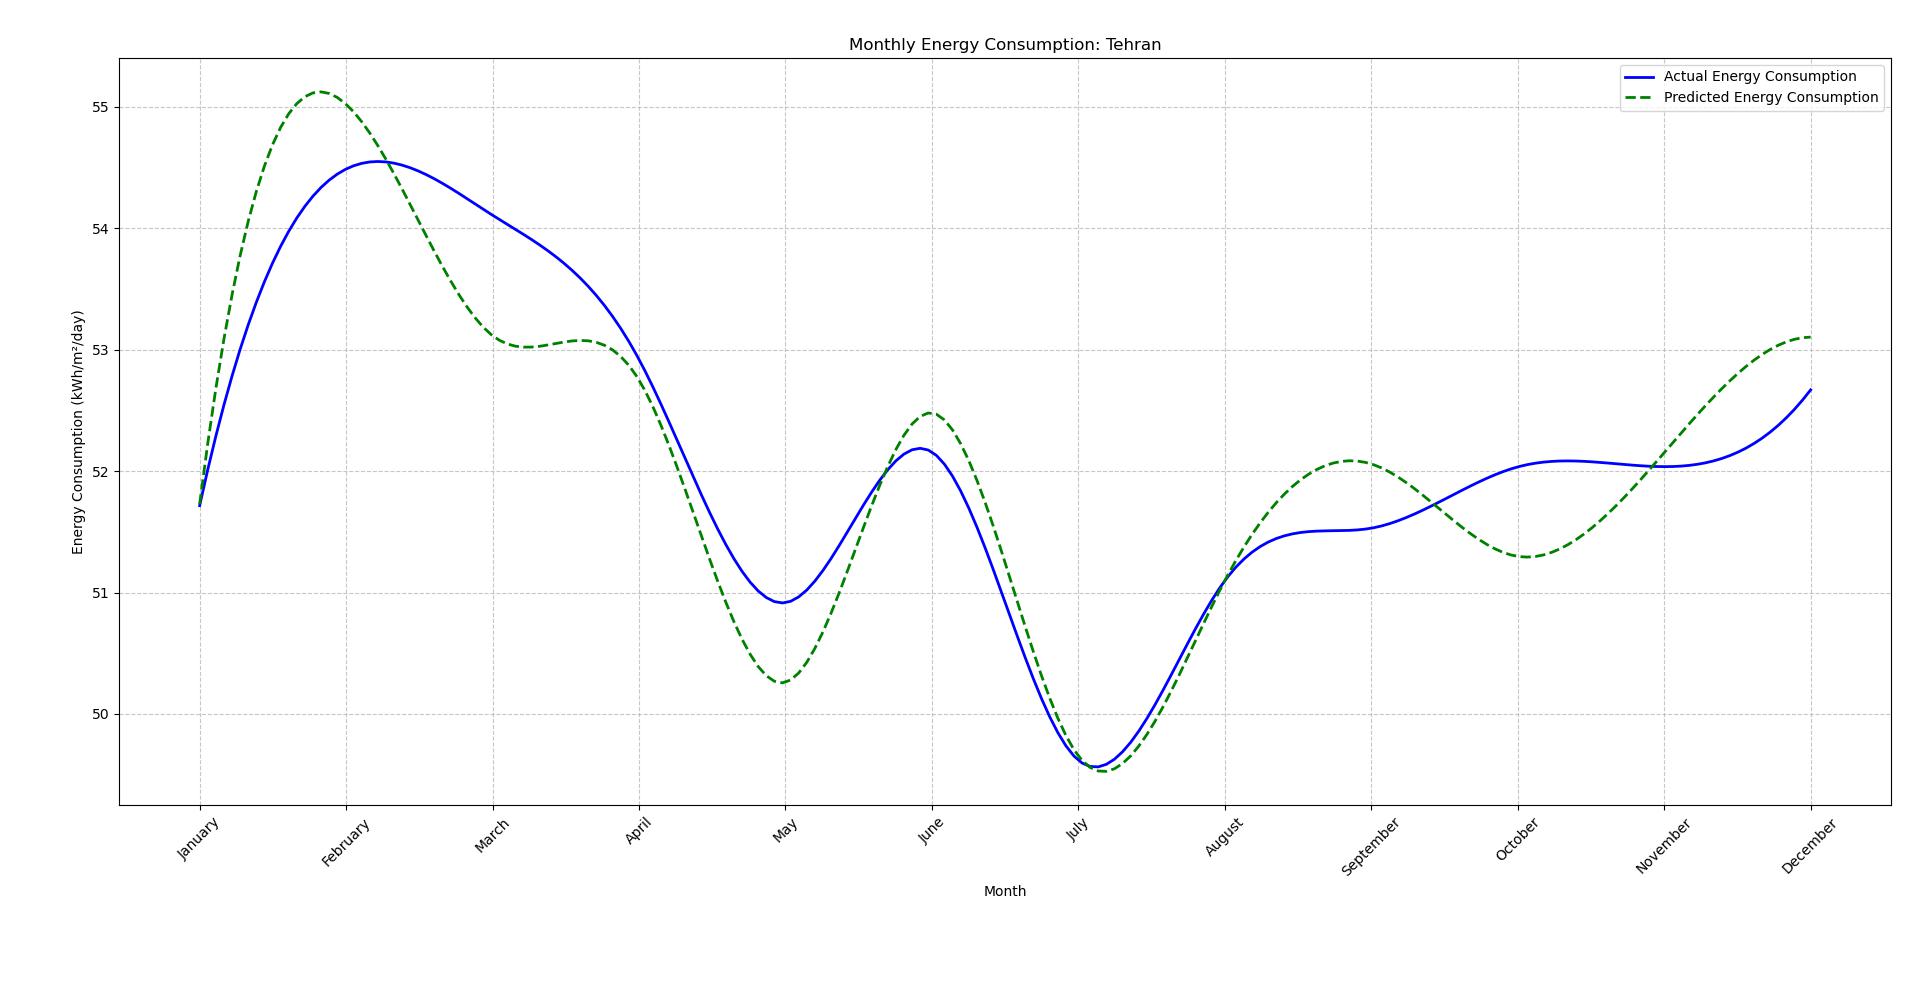 Monthly Energy Consumption: Tehran
Actual Energy Consumption
Predicted Energy Consumption
Energy Consumption (kWh/m²/day)
55
54
53
52
51
50
January
February
March
April
May
June
July
August
September
October
November
December
Month